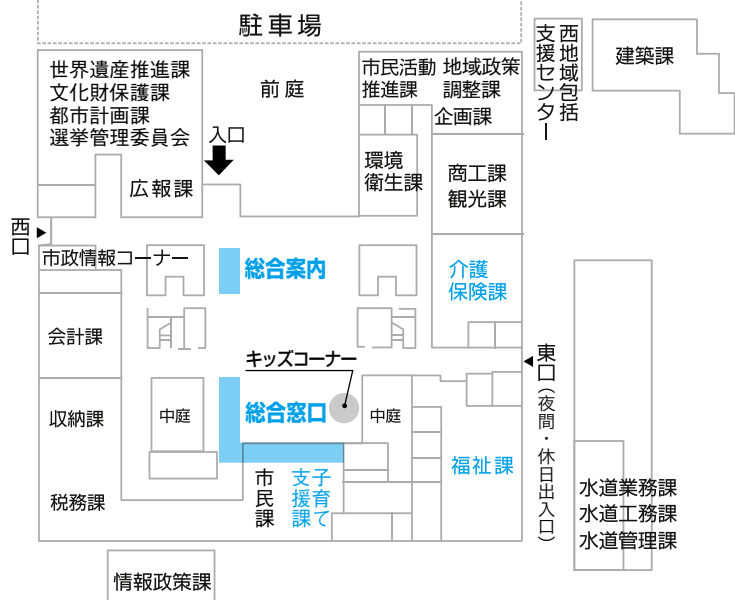 駐車場
世界遺産推進課
文化財保護課
都市計画課
選挙管理委員会
広報課
前庭
入口
市民活動
推進課
地域政策
調整課
企画課
環境
衛生課
商工課
観光課
西地域包括
支援センター
建築課
西口
市政情報コーナー
総合案内
介護
保険課
会計課
キッズコーナー
東口(夜間・休日出入口)
収納課
中庭
総合窓口
中庭
税務課
市民課
子育て
支援課
福祉課
水道業務課
水道工務課
水道管理課
情報政策課